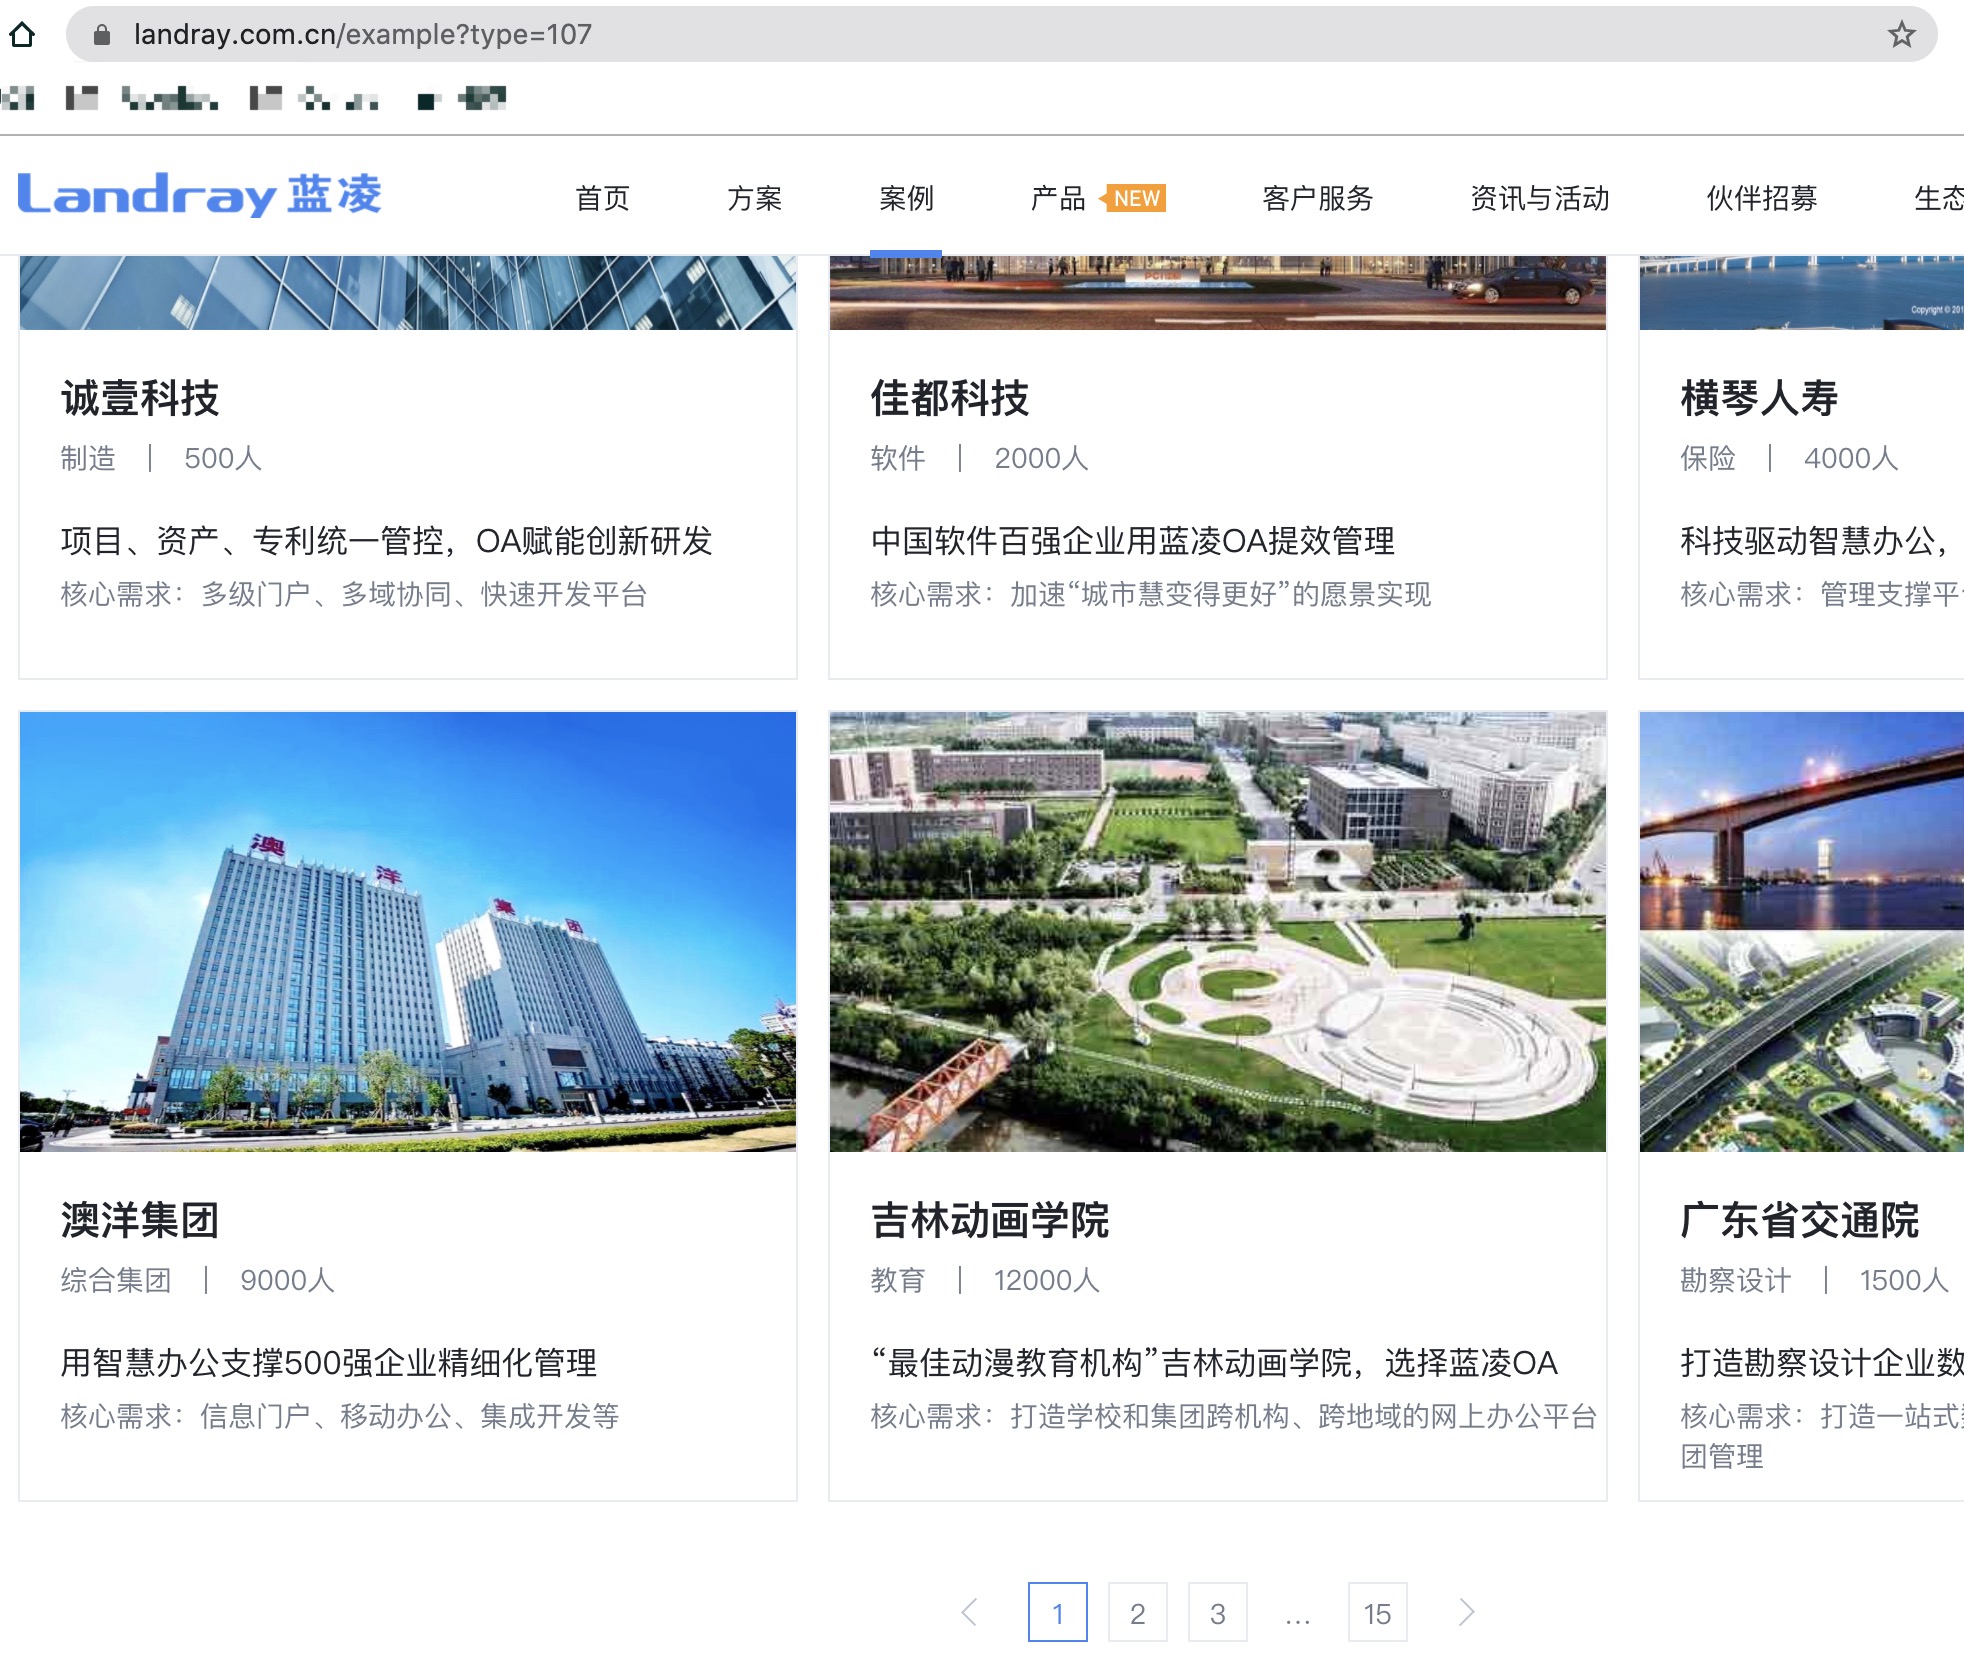 landray.com.cn/example?type=107
Landray 蓝凌
首页 方案 案例 产品 NEW 客户服务 资讯与活动 伙伴招募 生态
Copyright © 201
诚壹科技
制造 | 500人
项目、资产、专利统一管控，OA赋能创新研发
核心需求：多级门户、多域协同、快速开发平台
佳都科技
软件 | 2000人
中国软件百强企业用蓝凌OA提效管理
核心需求：加速“城市慧变得更好”的愿景实现
横琴人寿
保险 | 4000人
科技驱动智慧办公，
核心需求：管理支撑平
澳洋集团
澳洋集团
综合集团 | 9000人
用智慧办公支撑500强企业精细化管理
核心需求：信息门户、移动办公、集成开发等
吉林动画学院
教育 | 12000人
“最佳动漫教育机构”吉林动画学院，选择蓝凌OA
核心需求：打造学校和集团跨机构、跨地域的网上办公平台
广东省交通院
勘察设计 | 1500人
打造勘察设计企业数
核心需求：打造一站式
团管理
1 2 3 ... 15